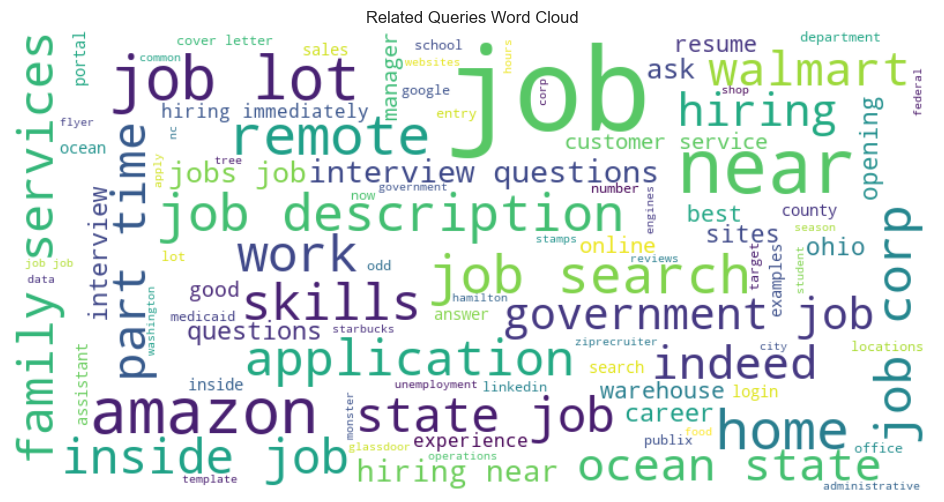 Related Queries Word Cloud
family services
portal
cover letter
common
sales
manager
school
websites
google
hours
job
corp
resume
ask
department
walmart
shop
federal
job lot
hiring immediately
entry
customer service
hiring
opening
flyer
ocean
part time
nc
apply
tree
remote
jobs job
interview questions
government
now
number
near
engines
best
county
sites
season
ohio
interview
job description
stamps
online
reviews
target
examples
student
job job
data
lot
work
odd
job search
job corp
washington
good
medicaid
skills
hamilton
answer
government job
questions
starbucks
ziprecruiter
city
locations
assistant
application
search
indeed
inside
unemployment
linkedin
warehouse
login
amazon
monster
state job
career
home
experience
glassdoor
publix
food
office
inside job
template
operations
hiring near
ocean state
administrative